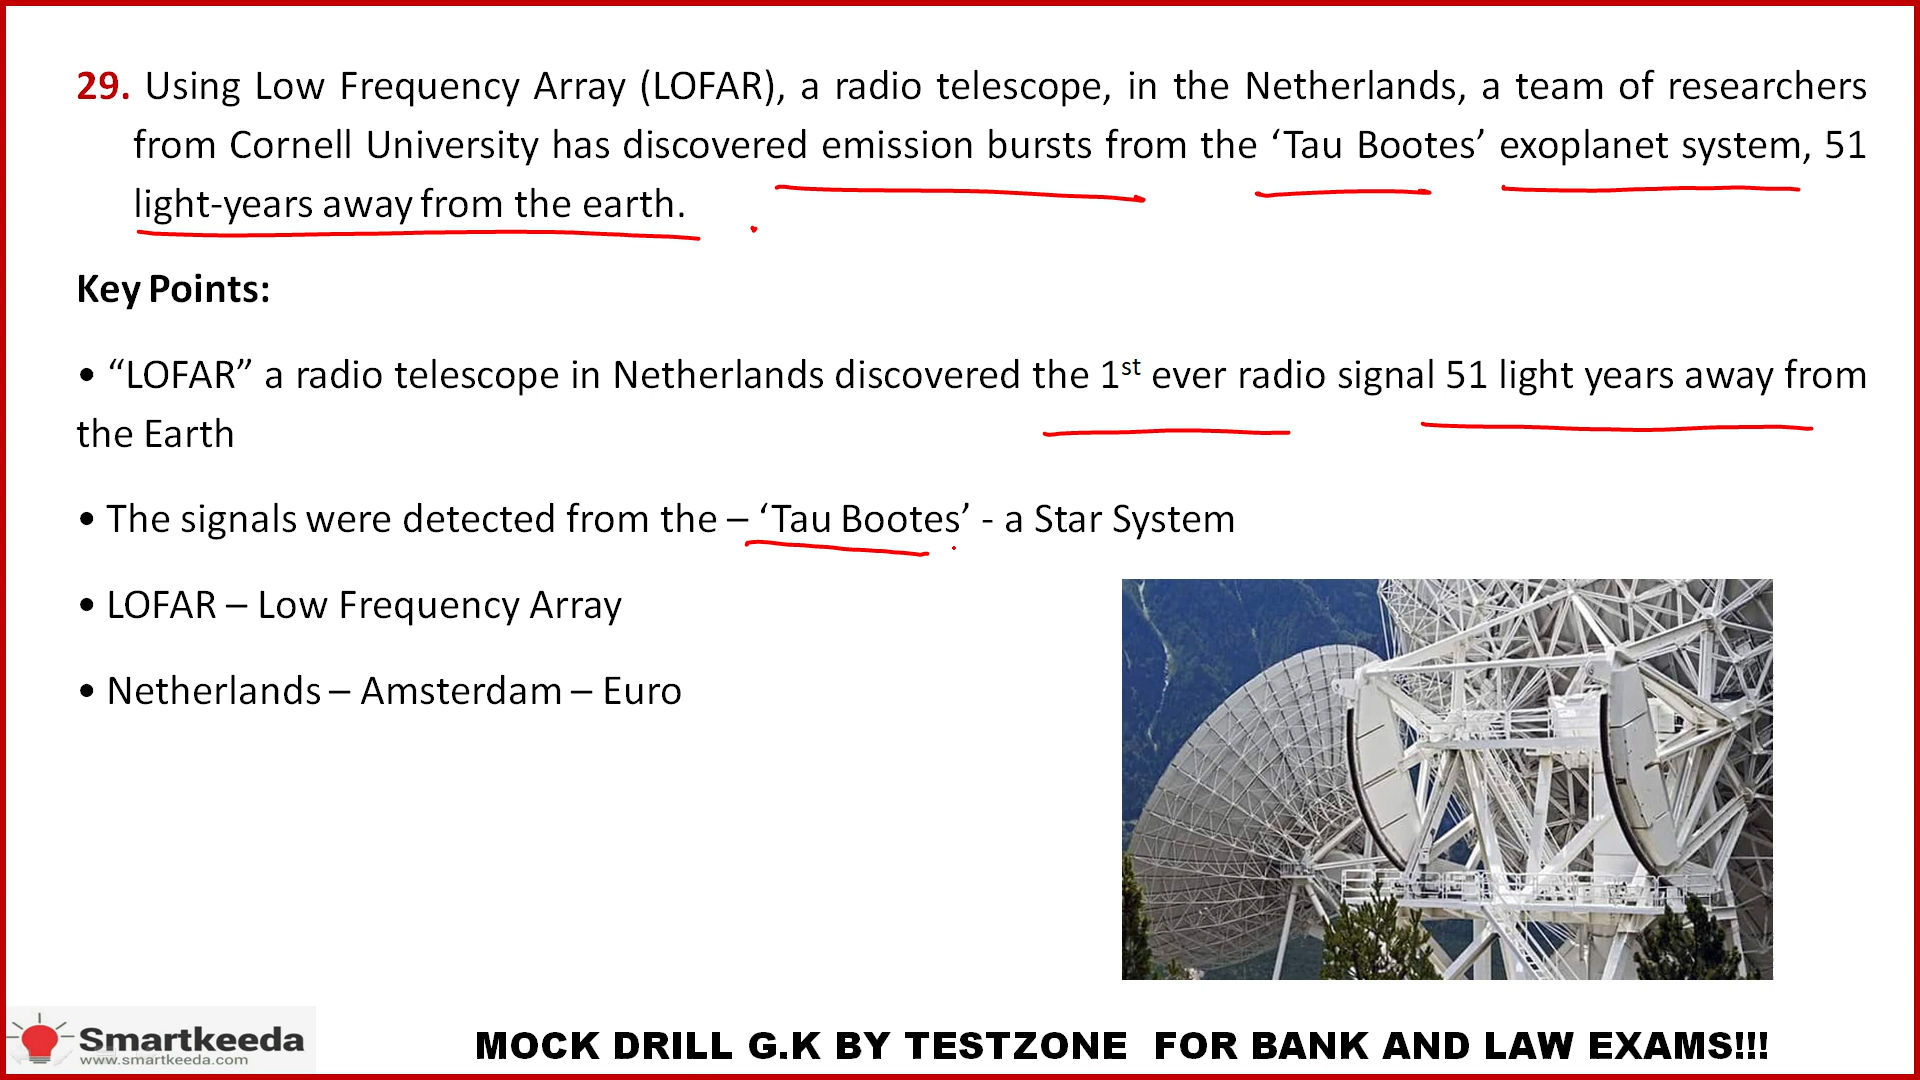 29. Using Low Frequency Array (LOFAR), a radio telescope, in the Netherlands, a team of researchers
from Cornell University has discovered emission bursts from the ‘Tau Bootes’ exoplanet system, 51
light-years away from the earth.
Key Points:
• “LOFAR” a radio telescope in Netherlands discovered the 1st ever radio signal 51 light years away from
the Earth
• The signals were detected from the – ‘Tau Bootes’ - a Star System
• LOFAR – Low Frequency Array
• Netherlands – Amsterdam – Euro
Smartkeeda
www.smartkeeda.com
MOCK DRILL G.K BY TESTZONE FOR BANK AND LAW EXAMS!!!